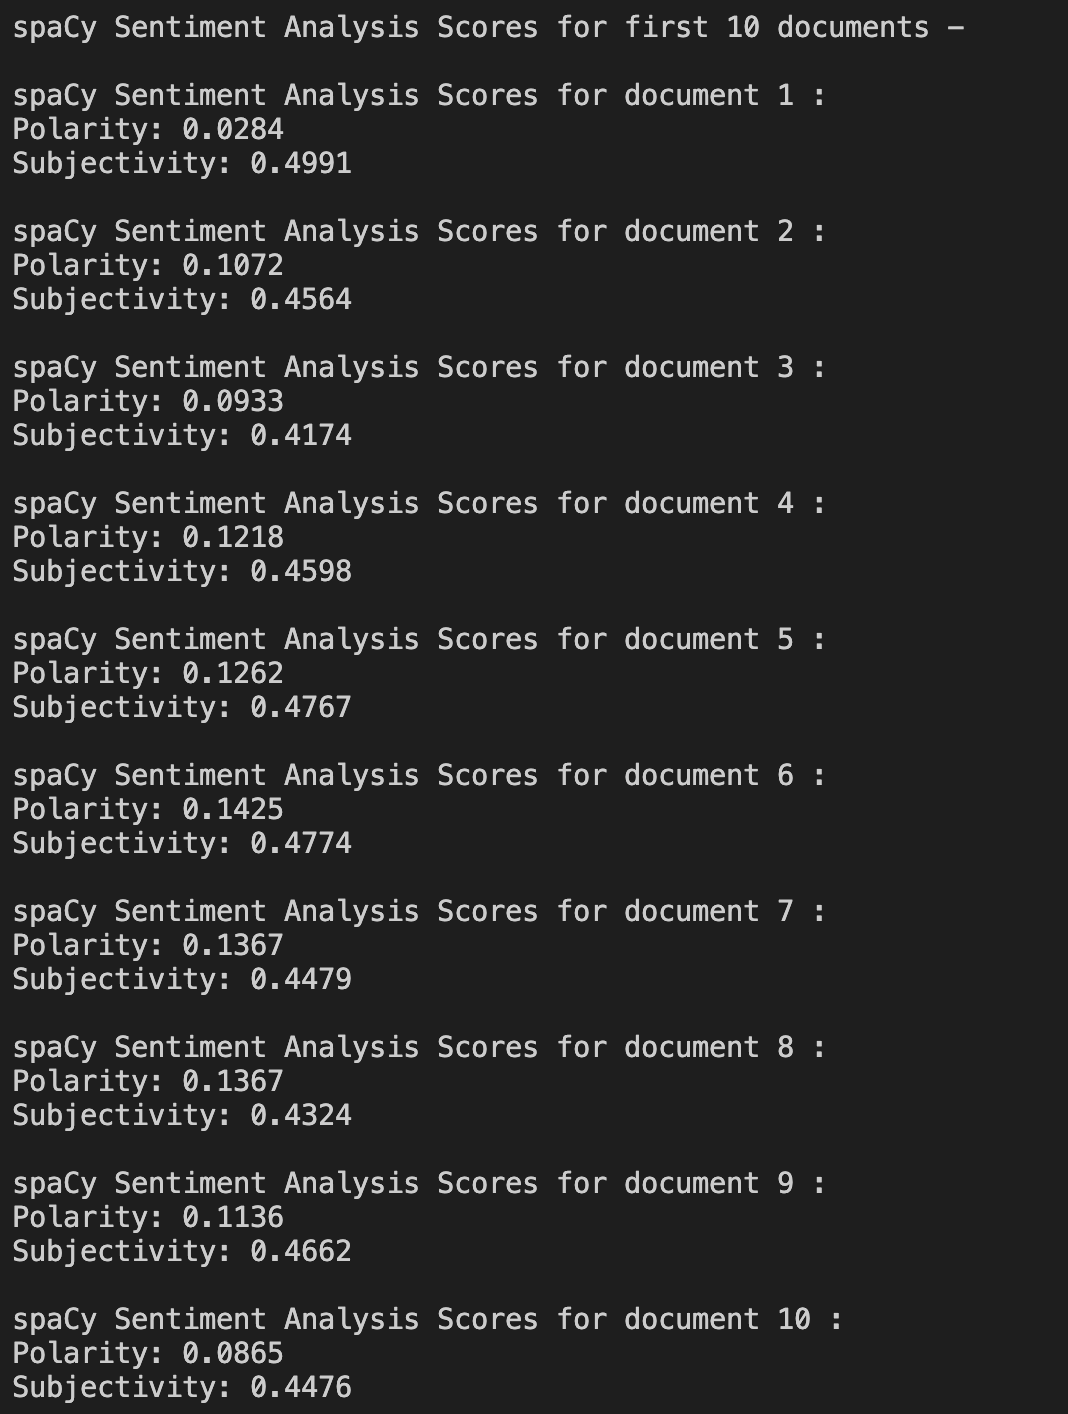 spaCy Sentiment Analysis Scores for first 10 documents –
spaCy Sentiment Analysis Scores for document 1 :
Polarity: 0.0284
Subjectivity: 0.4991
spaCy Sentiment Analysis Scores for document 2 :
Polarity: 0.1072
Subjectivity: 0.4564
spaCy Sentiment Analysis Scores for document 3 :
Polarity: 0.0933
Subjectivity: 0.4174
spaCy Sentiment Analysis Scores for document 4 :
Polarity: 0.1218
Subjectivity: 0.4598
spaCy Sentiment Analysis Scores for document 5 :
Polarity: 0.1262
Subjectivity: 0.4767
spaCy Sentiment Analysis Scores for document 6 :
Polarity: 0.1425
Subjectivity: 0.4774
spaCy Sentiment Analysis Scores for document 7 :
Polarity: 0.1367
Subjectivity: 0.4479
spaCy Sentiment Analysis Scores for document 8 :
Polarity: 0.1367
Subjectivity: 0.4324
spaCy Sentiment Analysis Scores for document 9 :
Polarity: 0.1136
Subjectivity: 0.4662
spaCy Sentiment Analysis Scores for document 10 :
Polarity: 0.0865
Subjectivity: 0.4476